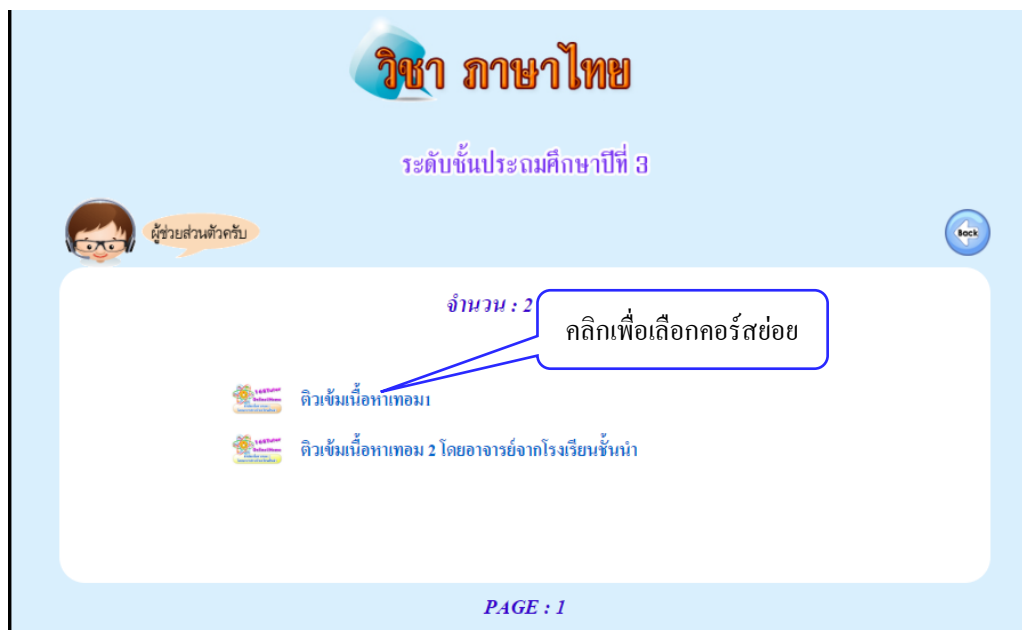 วิชา ภาษาไทย
ระดับชั้นประถมศึกษาปีที่ 3
ผู้ช่วยส่วนตัวครับ
Back
จำนวน : 2
คลิกเพื่อเลือกคอร์สย่อย
ติวเข้มเนื้อหาเทอม1
ติวเข้มเนื้อหาเทอม 2 โดยอาจารย์จากโรงเรียนชั้นนำ
PAGE : 1